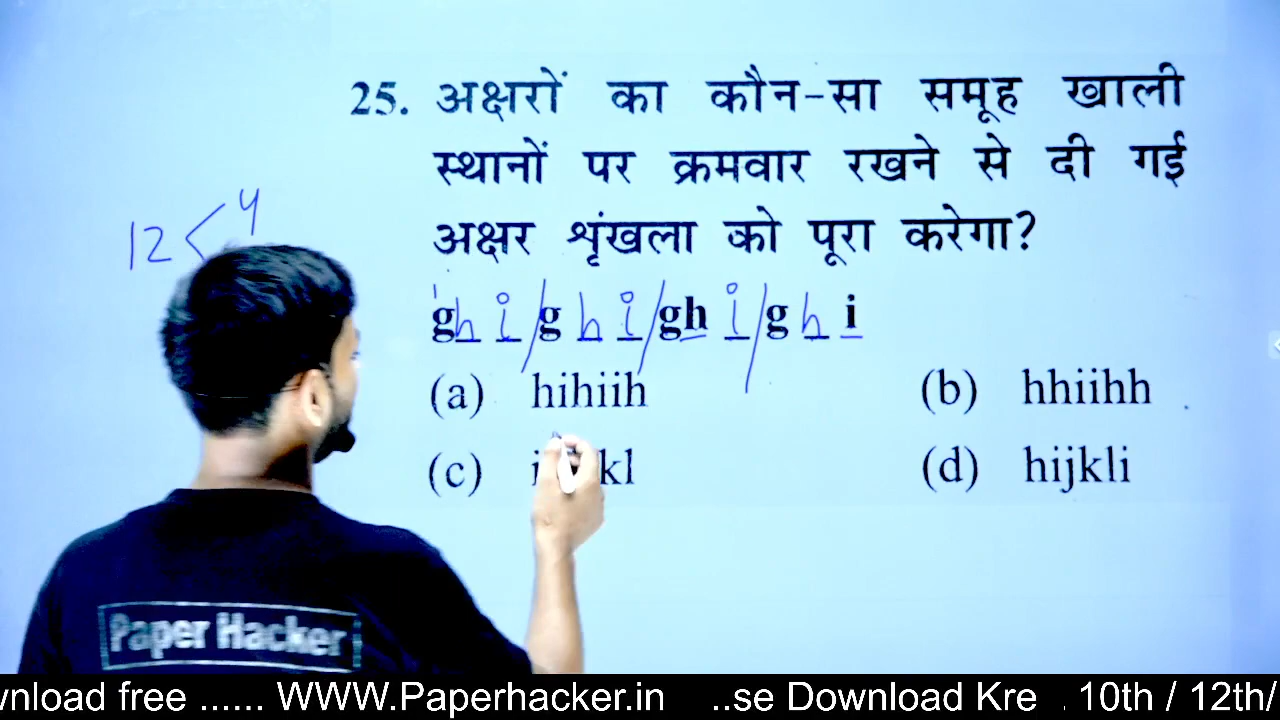 25. अक्षरों का कौन-सा समूह खाली
स्थानों पर क्रमवार रखने से दी गई
अक्षर शृंखला को पूरा करेगा?
12 < 4
g h i / g h i / gh i / g h i
(a) hihiih
(b) hhiihh
(c) kl
(d) hijkli
Paper Hacker
wnload free ...... WWW.Paperhacker.in ..se Download Kre . 10th / 12th/